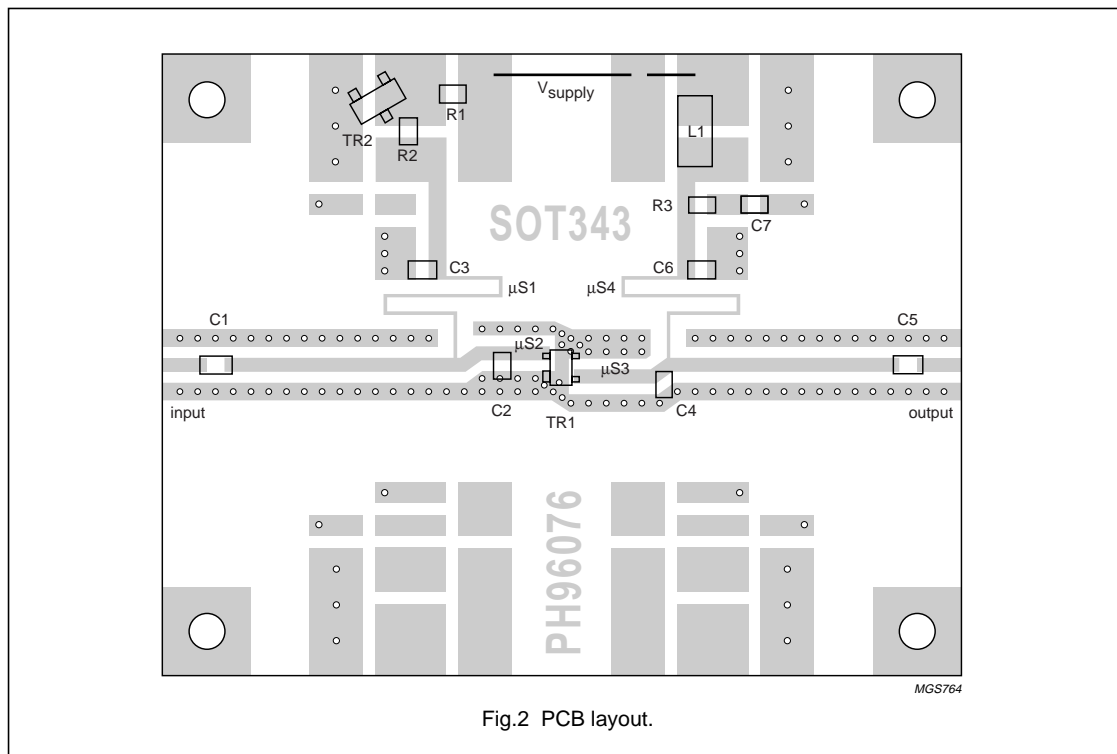 V supply
R1
TR2
R2
L1
R3
C7
SOT343
C3
C6
μS1
μS4
C1
C5
μS2
μS3
input
C2
TR1
C4
output
PH96076
MGS764
Fig.2 PCB layout.